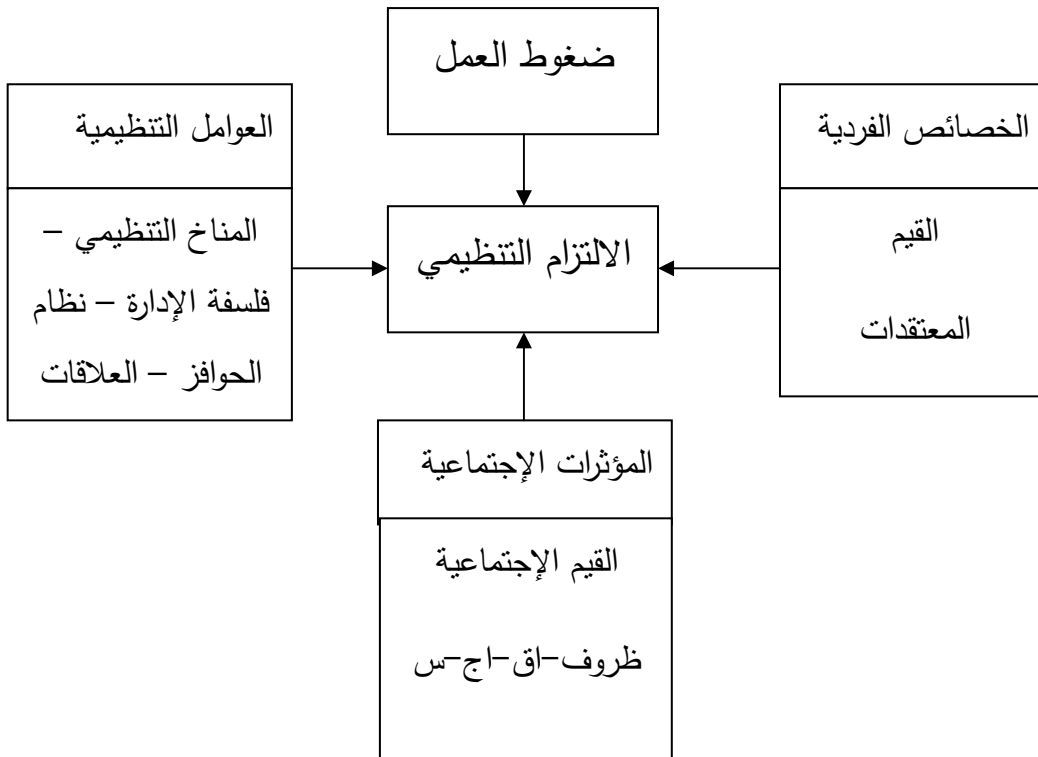 ضغوط العمل
الخصائص الفردية
القيم
المعتقدات
الالتزام التنظيمي
العوامل التنظيمية
المناخ التنظيمي –
فلسفة الإدارة – نظام
الحوافز – العلاقات
المؤثرات الإجتماعية
القيم الإجتماعية
ظروف–اق–اج–س